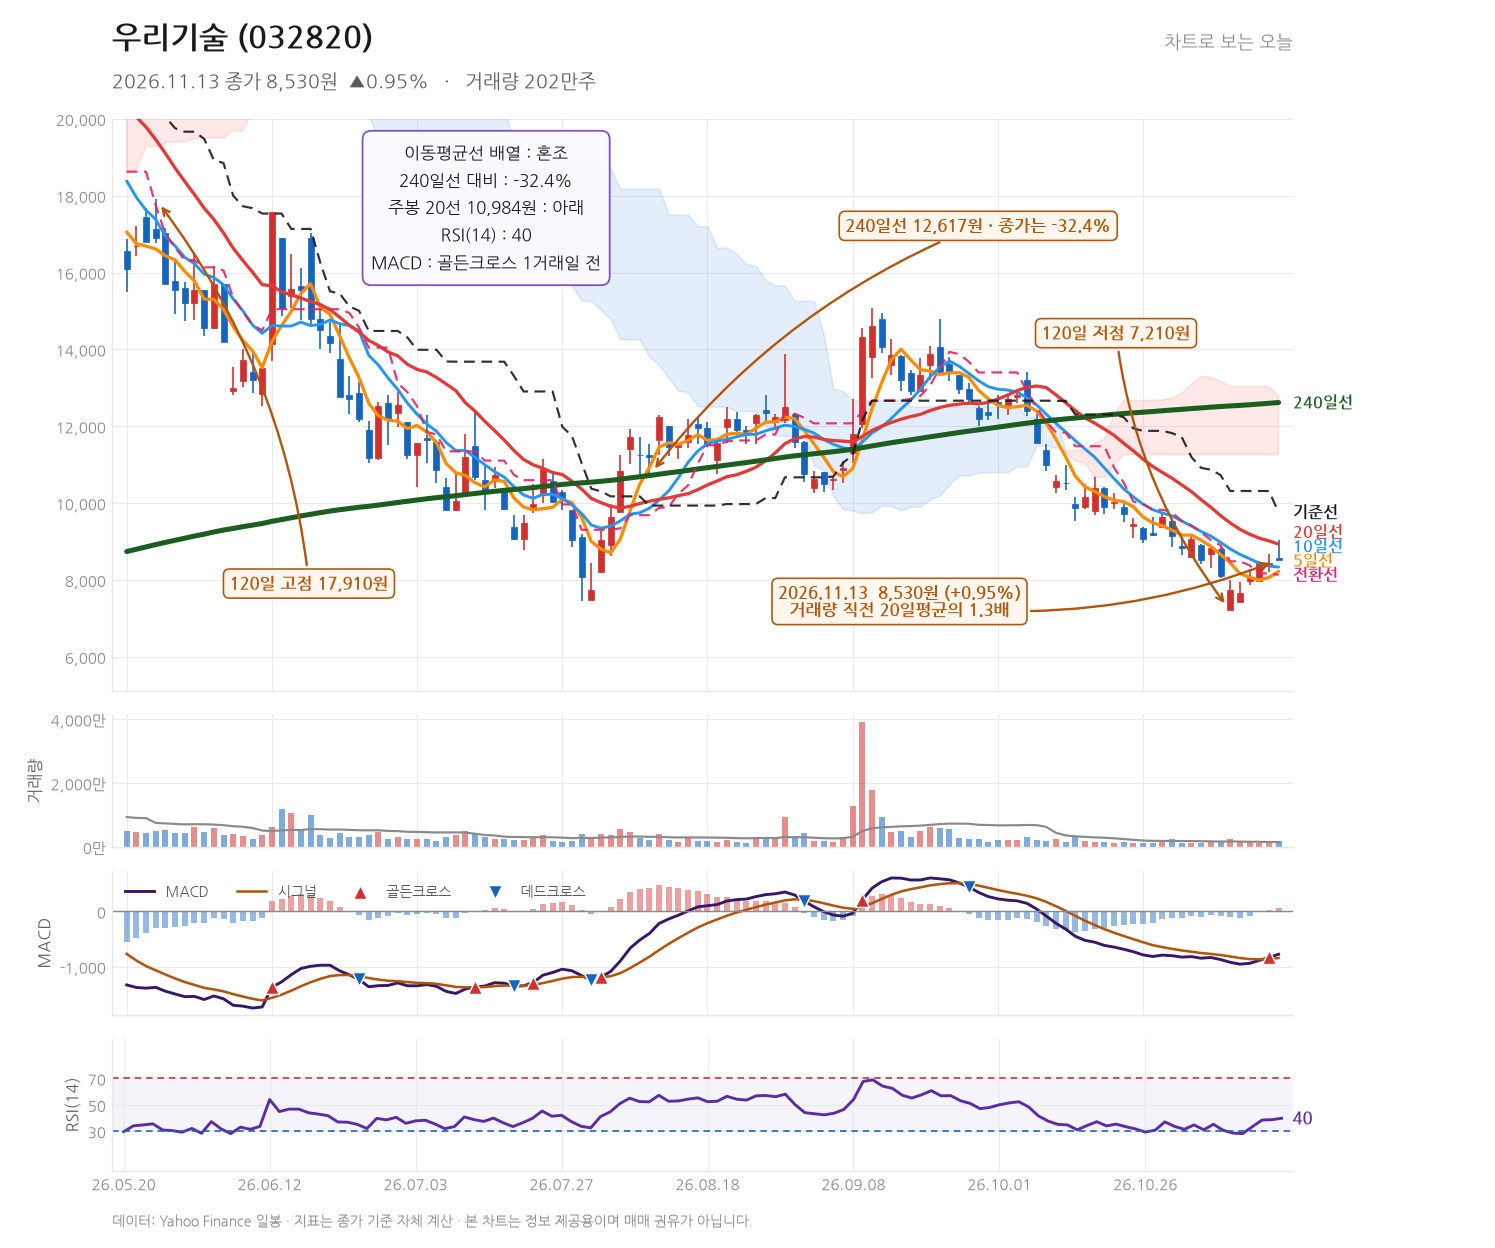 우리기술 (032820)
차트로 보는 오늘
2026.11.13 종가 8,530원 ▲0.95% · 거래량 202만주
20,000
18,000
16,000
14,000
12,000
10,000
8,000
6,000
이동평균선 배열 : 혼조
240일선 대비 : -32.4%
주봉 20선 10,984원 : 아래
RSI(14) : 40
MACD : 골든크로스 1거래일 전
240일선 12,617원 · 종가는 -32.4%
120일 저점 7,210원
120일 고점 17,910원
2026.11.13 8,530원 (+0.95%)
거래량 직전 20일평균의 1.3배
240일선
기준선
20일선
10일선
5일선
전환선
거래량
4,000만
2,000만
0만
MACD
MACD
시그널
골든크로스
데드크로스
0
-1,000
RSI(14)
70
50
30
40
26.05.20
26.06.12
26.07.03
26.07.27
26.08.18
26.09.08
26.10.01
26.10.26
데이터: Yahoo Finance 일봉 · 지표는 종가 기준 자체 계산 · 본 차트는 정보 제공용이며 매매 권유가 아닙니다.